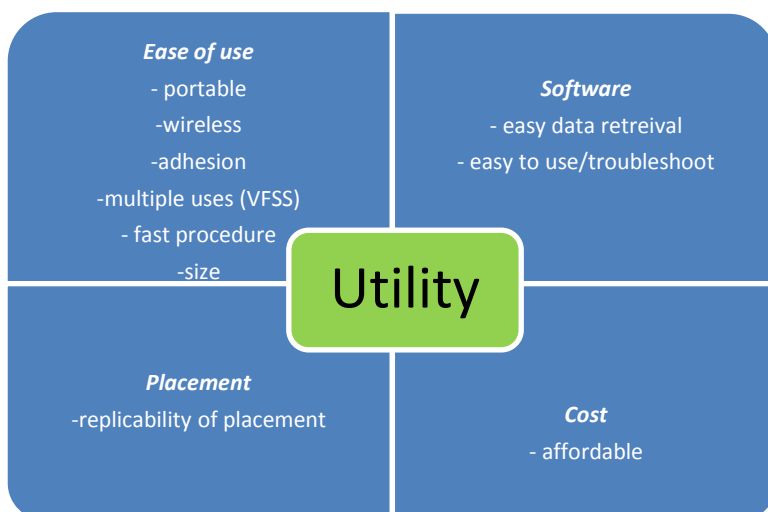 Ease of use
- portable
-wireless
-adhesion
-multiple uses (VFSS)
- fast procedure
-size
Software
- easy data retreival
- easy to use/troubleshoot
Utility
Placement
-replicability of placement
Cost
- affordable